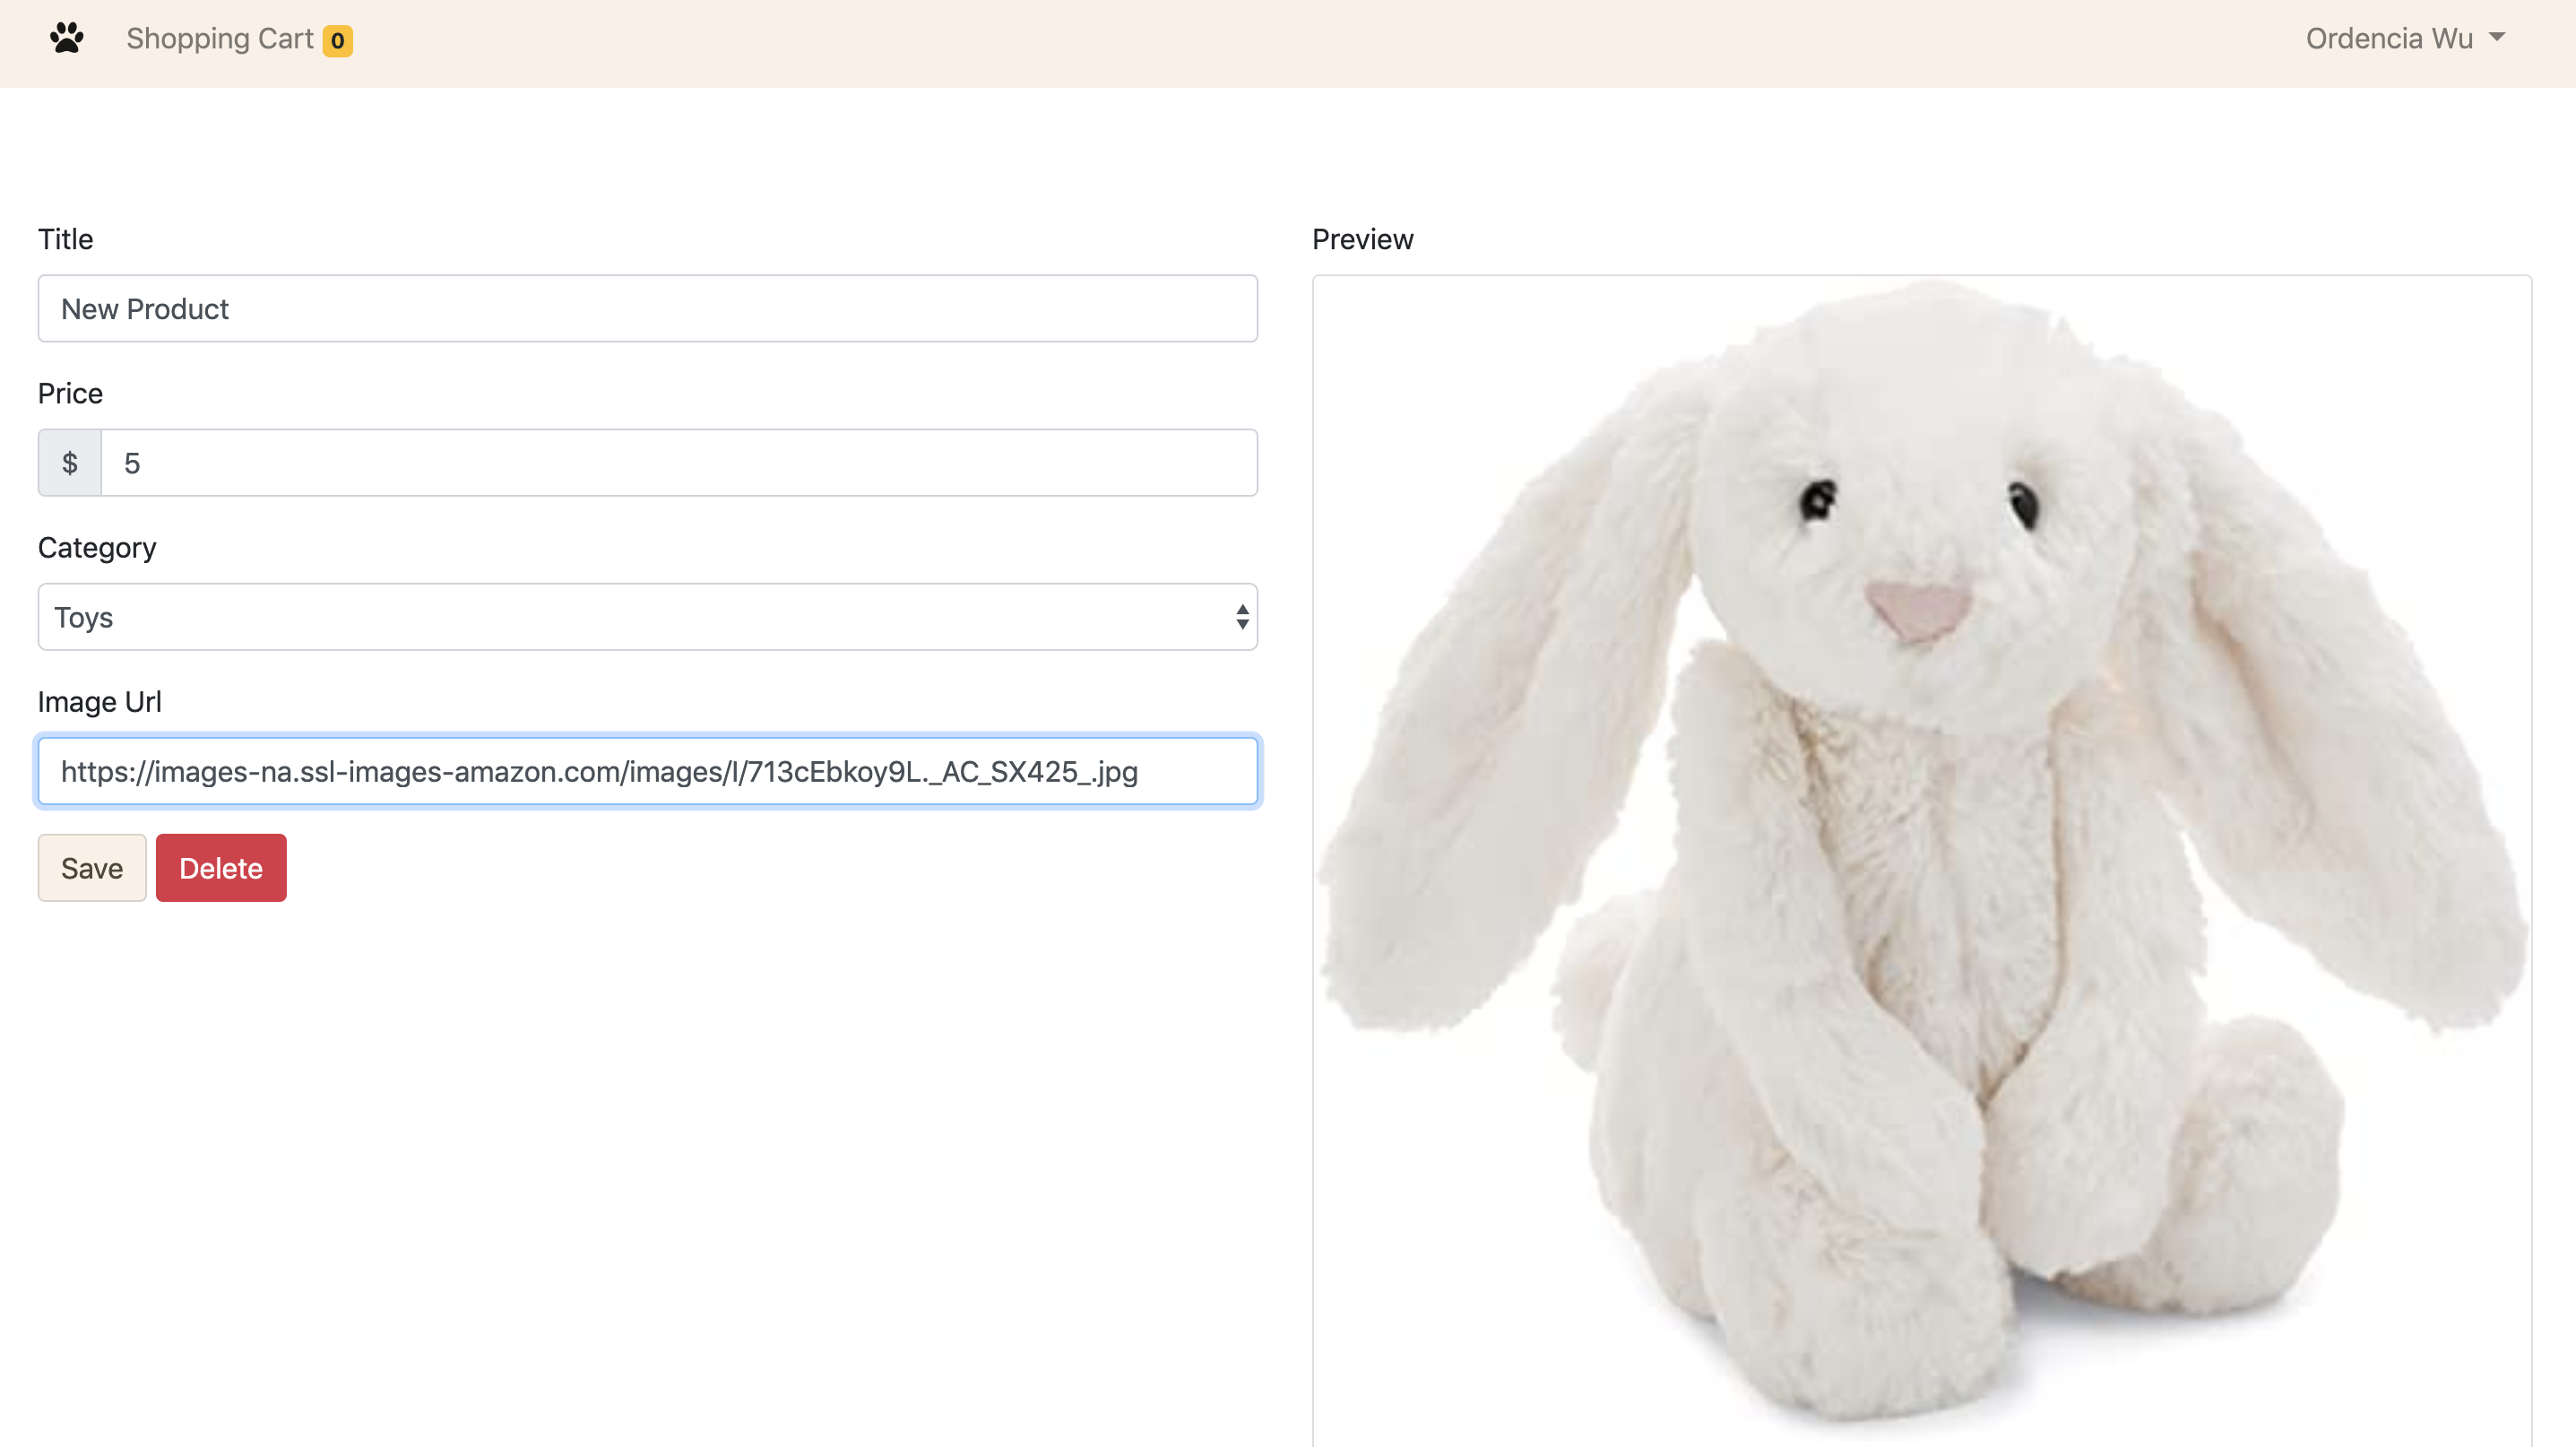 Shopping Cart 0
Ordencia Wu
Title
New Product
Price
$ 5
Category
Toys
Image Url
https://images-na.ssl-images-amazon.com/images/I/713cEbkoy9L._AC_SX425_.jpg
Save Delete
Preview